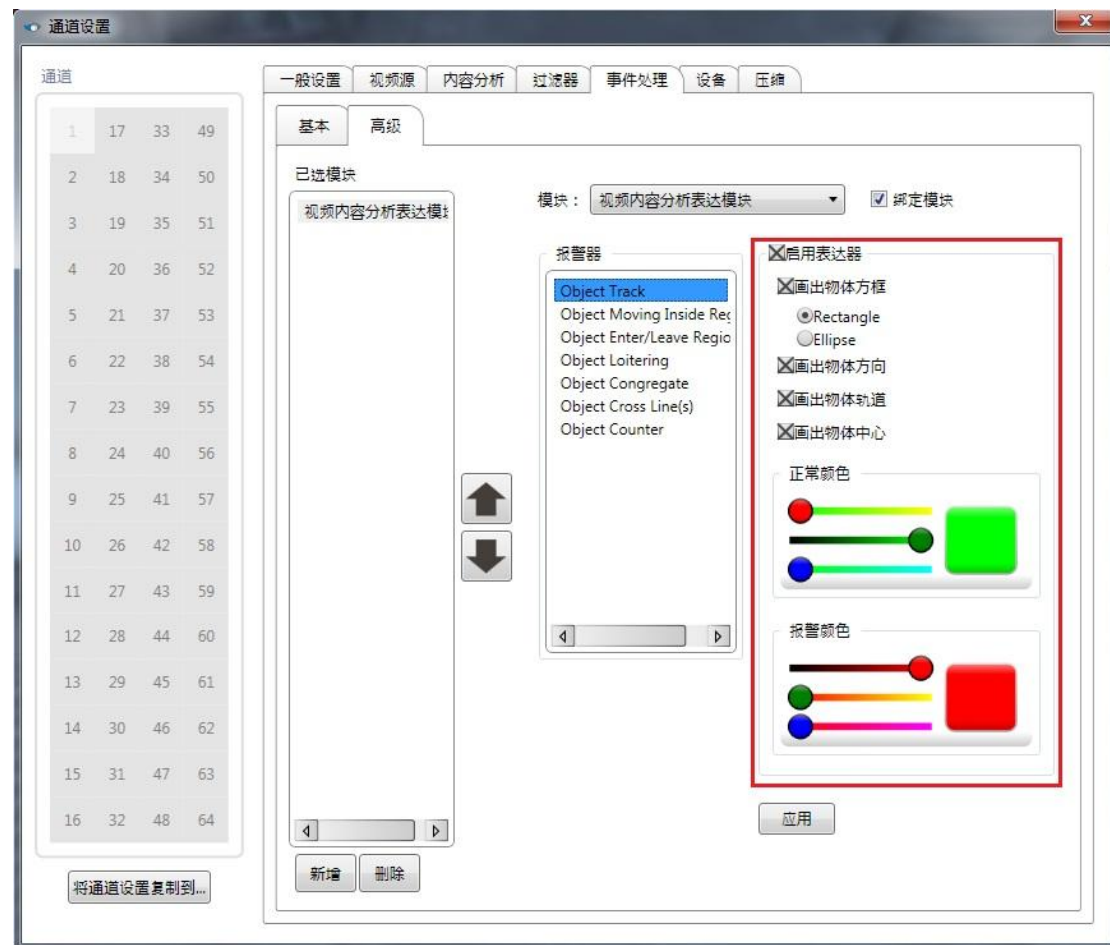 通道设置
通道
1 17 33 49
2 18 34 50
3 19 35 51
4 20 36 52
5 21 37 53
6 22 38 54
7 23 39 55
8 24 40 56
9 25 41 57
10 26 42 58
11 27 43 59
12 28 44 60
13 29 45 61
14 30 46 62
15 31 47 63
16 32 48 64
将通道设置复制到...
一般设置 视频源 内容分析 过滤器 事件处理 设备 压缩
基本 高级
已选模块
视频内容分析表达模
新增 删除
模块： 视频内容分析表达模块 绑定模块
报警器
Object Track
Object Moving Inside Reg
Object Enter/Leave Regio
Object Loitering
Object Congregate
Object Cross Line(s)
Object Counter
启用表达器
画出物体方框
Rectangle
Ellipse
画出物体方向
画出物体轨道
画出物体中心
正常颜色
报警颜色
应用